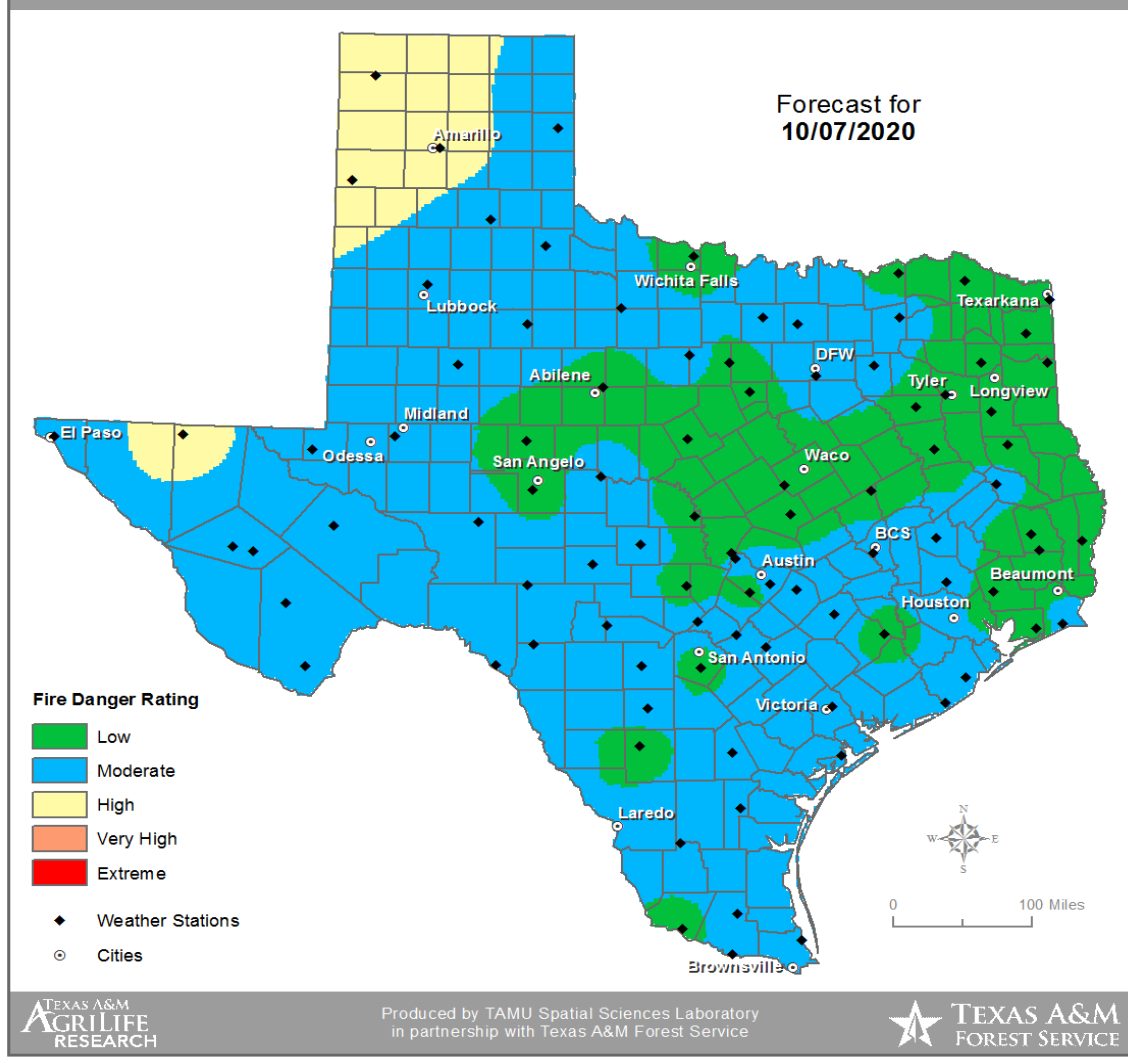 Forecast for
10/07/2020
Amarillo
Wichita Falls
Lubbock
Texarkana
DFW
Abilene
Tyler
Longview
Midland
El Paso
Odessa
San Angelo
Waco
BCS
Austin
Beaumont
Houston
San Antonio
Victoria
Laredo
Brownsville
Fire Danger Rating
Low
Moderate
High
Very High
Extreme
Weather Stations
Cities
N
W
E
S
0
100 Miles
TEXAS A&M
AGRILIFE
RESEARCH
Produced by TAMU Spatial Sciences Laboratory
in partnership with Texas A&M Forest Service
TEXAS A&M
FOREST SERVICE